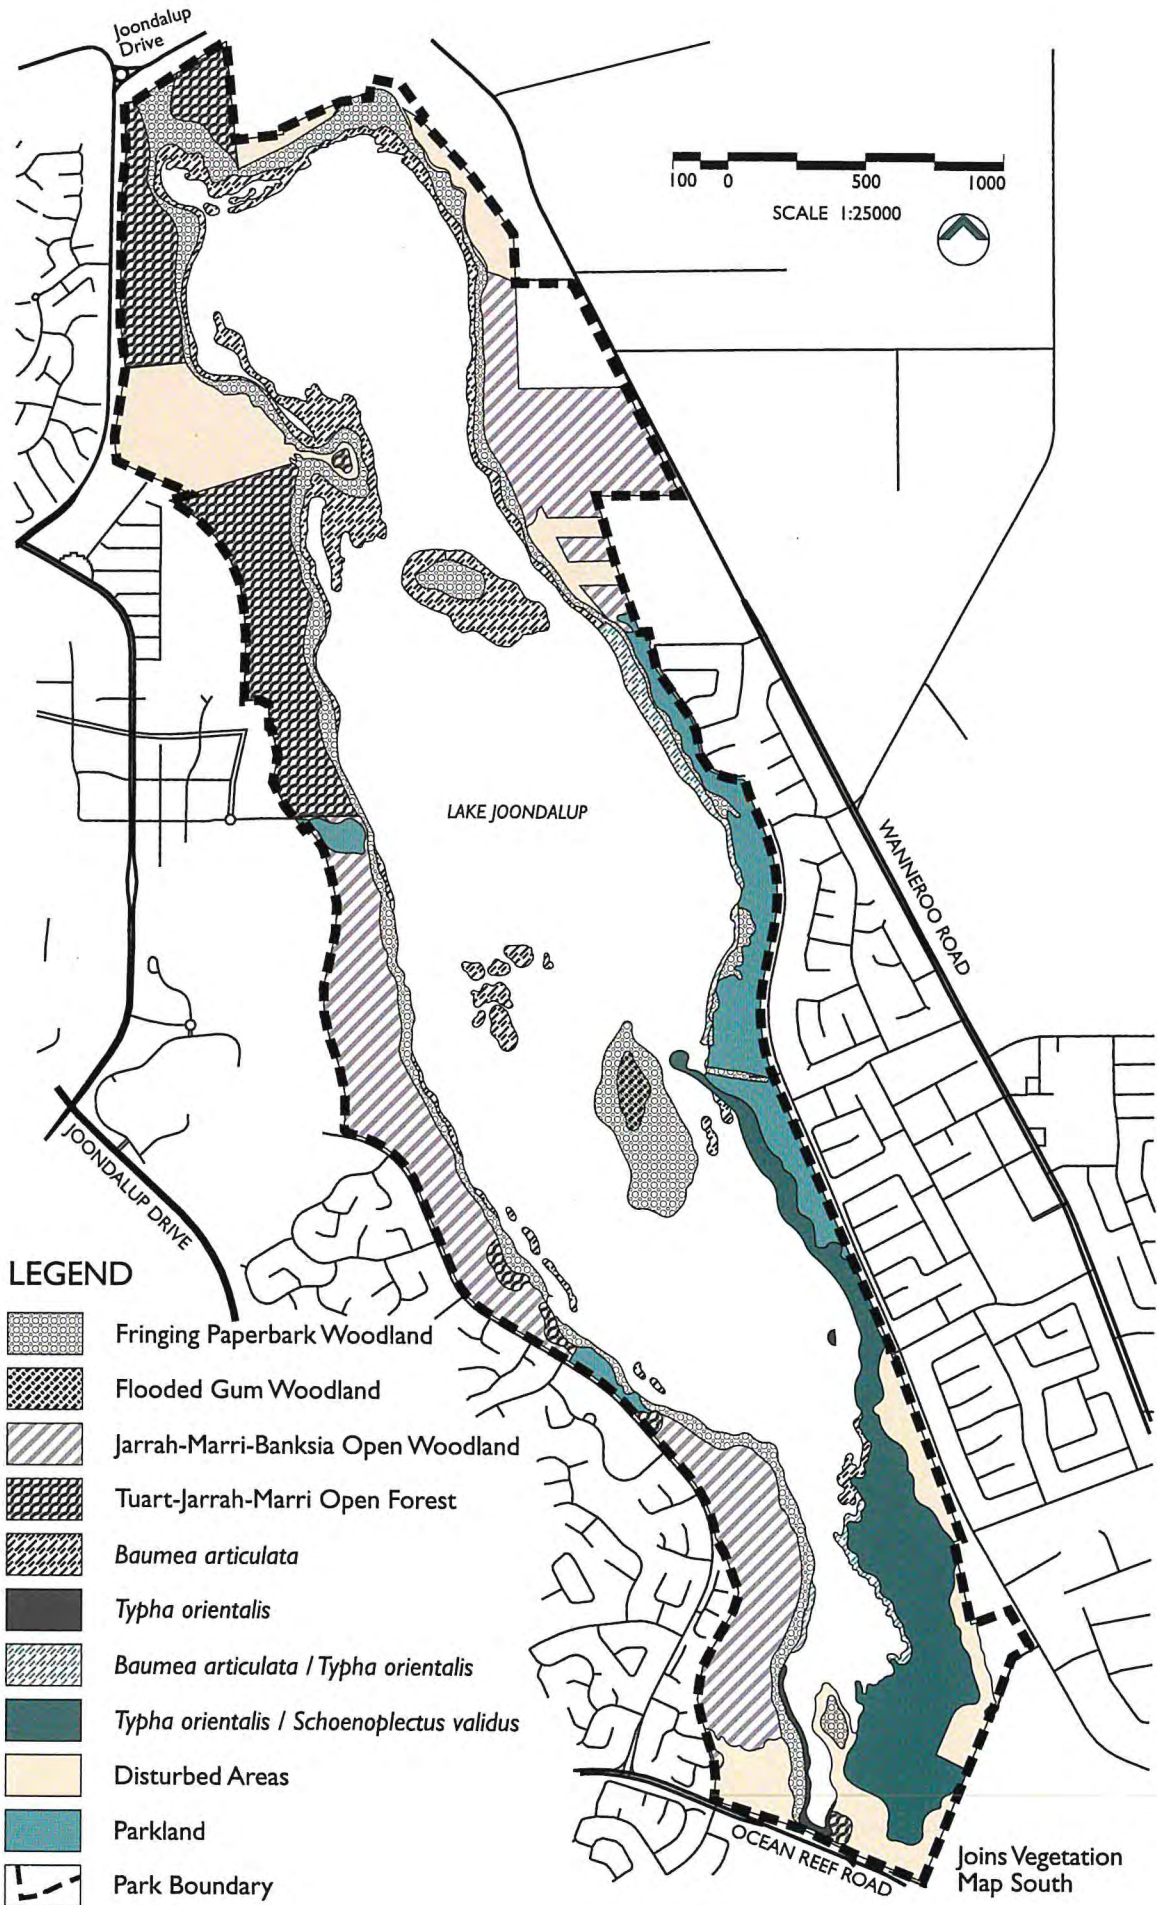 Joondalup
Drive
100 0 500 1000
SCALE 1:25000
LAKE JOONDALUP
WANNEROO ROAD
JOONDALUP DRIVE
LEGEND
Fringing Paperbark Woodland
Flooded Gum Woodland
Jarrah-Marri-Banksia Open Woodland
Tuart-Jarrah-Marri Open Forest
Baumea articulata
Typha orientalis
Baumea articulata / Typha orientalis
Typha orientalis / Schoenoplectus validus
Disturbed Areas
Parkland
Park Boundary
OCEAN REEF ROAD
Joins Vegetation
Map South